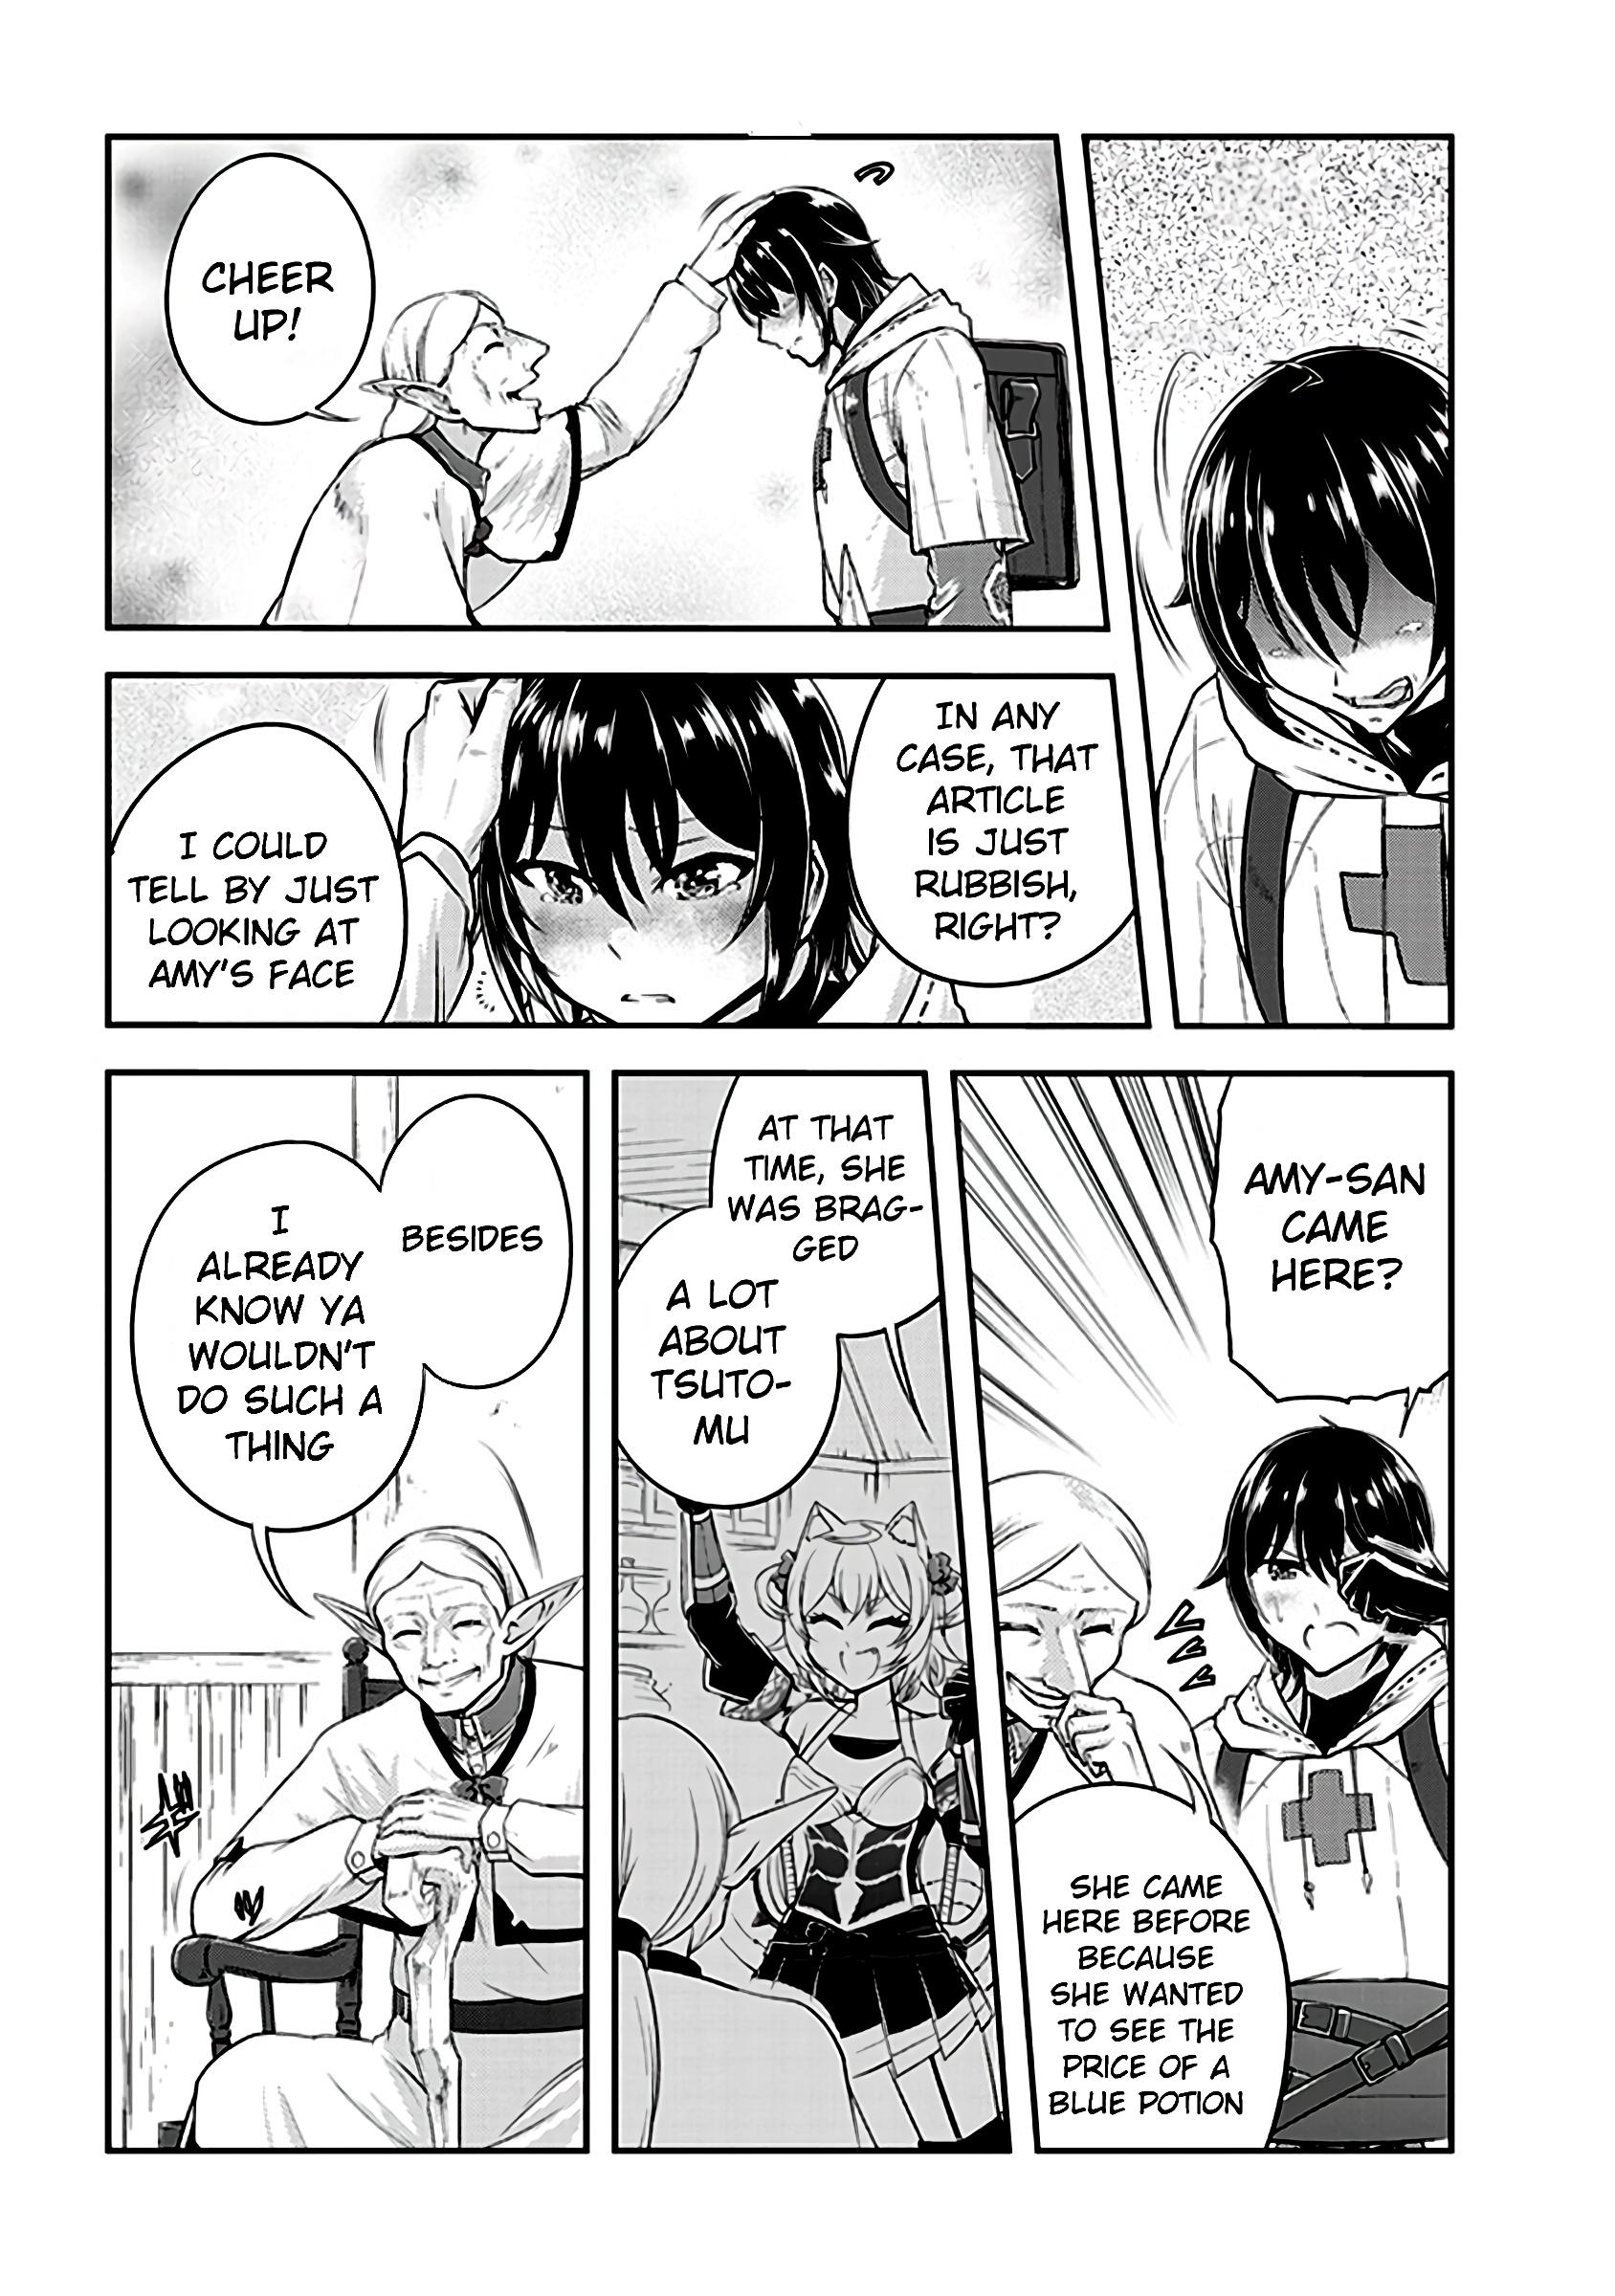 CHEER
UP!
IN ANY
CASE, THAT
ARTICLE
IS JUST
RUBBISH,
RIGHT?
I COULD
TELL BY JUST
LOOKING AT
AMY'S FACE
AMY-SAN
CAME
HERE?
SHE CAME
HERE BEFORE
BECAUSE
SHE WANTED
TO SEE THE
PRICE OF A
BLUE POTION
AT THAT
TIME, SHE
WAS BRAG-
GED
A LOT
ABOUT
TSUTO-
MU
BESIDES
I
ALREADY
KNOW YA
WOULDN'T
DO SUCH A
THING